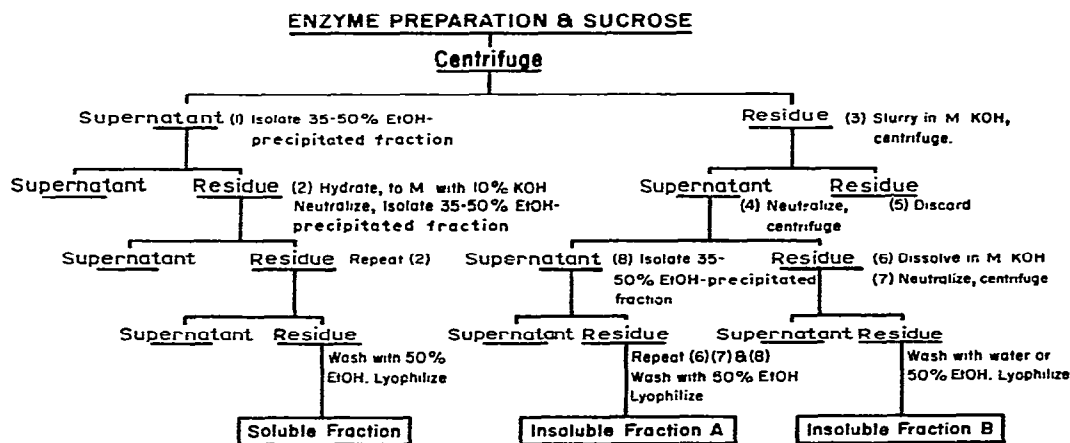 ENZYME PREPARATION & SUCROSE
Centrifuge
Supernatant (1) Isolate 35-50% EtOH-
precipitated fraction
Residue (3) Slurry in M KOH,
centrifuge.
Supernatant
Residue (2) Hydrate, to M with 10% KOH
Neutralize, Isolate 35-50% EtOH-
precipitated fraction
Supernatant
(4) Neutralize,
centrifuge
Residue
(5) Discard
Supernatant
Residue Repeat (2)
Supernatant (8) Isolate 35-
50% EtOH-precipitated
fraction
Residue (6) Dissolve in M KOH
(7) Neutralize, centrifuge
Supernatant
Residue
Wash with 50%
EtOH. Lyophilize
Supernatant
Residue
Repeat (6)(7)&(8)
Wash with 50% EtOH
Lyophilize
Supernatant
Residue
Wash with water or
50% EtOH. Lyophilize
Soluble Fraction
Insoluble Fraction A
Insoluble Fraction B